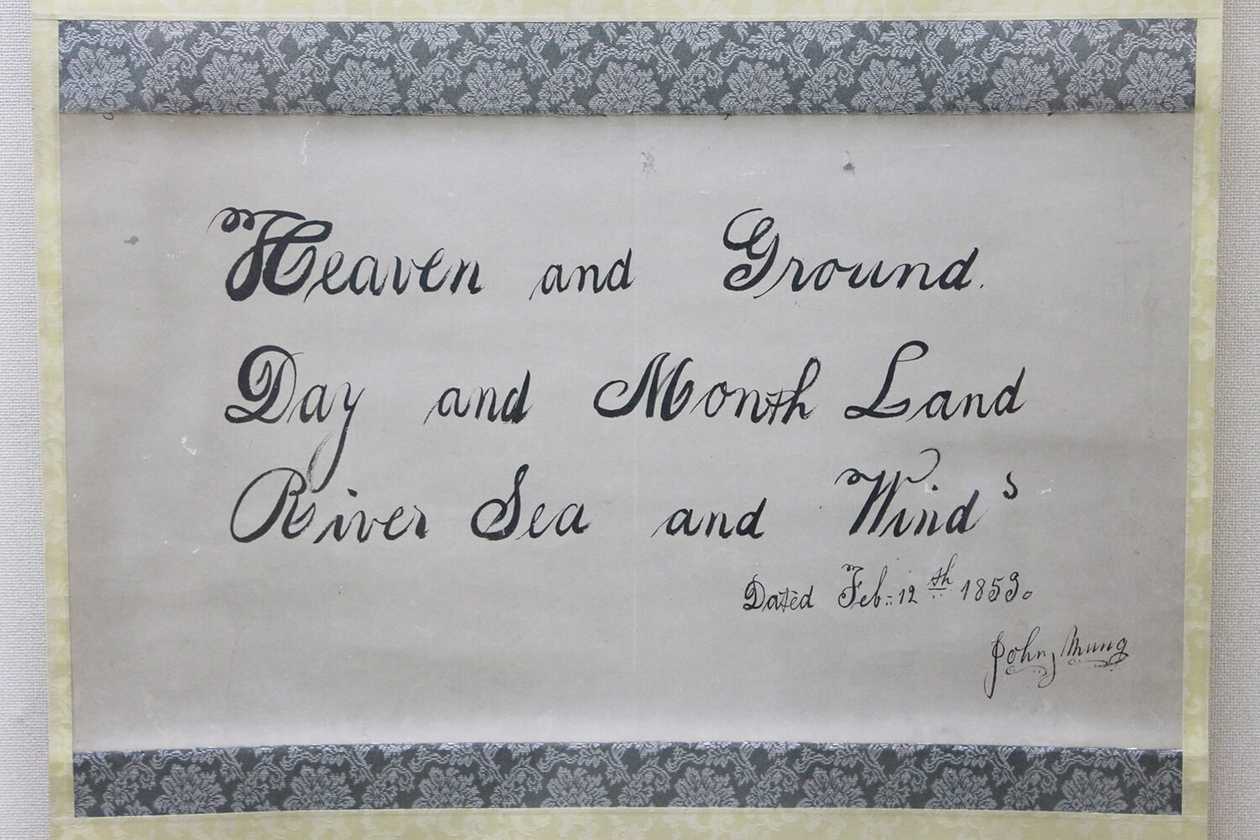 Heaven and Ground.
Day and Month Land
River Sea and Winds
Dated Feb: 12th 1853.
John, Mung